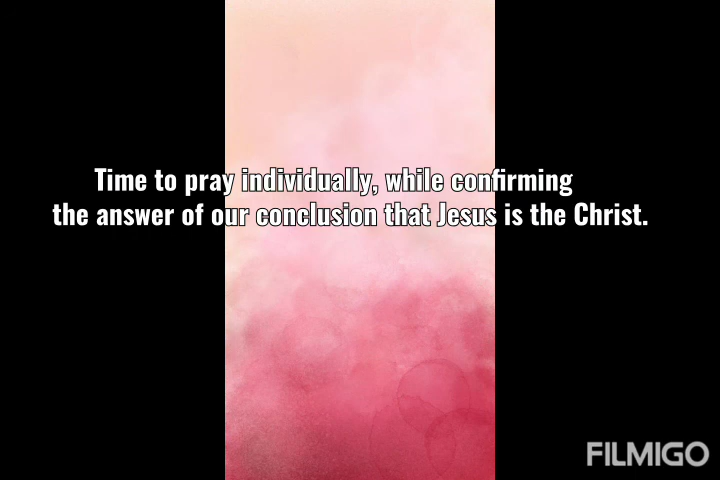 Time to pray individually, while confirming
the answer of our conclusion that Jesus is the Christ.
FILMIGO